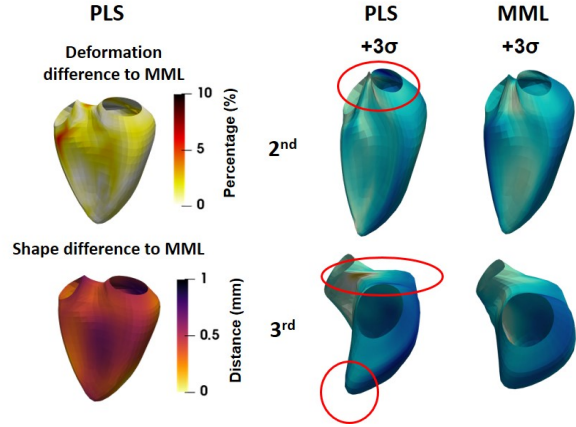 PLS
Deformation
difference to MML
10
5
0
Percentage (%)
Shape difference to MML
1
0.5
0
Distance (mm)
PLS
MML
+3σ
+3σ
2nd
3rd